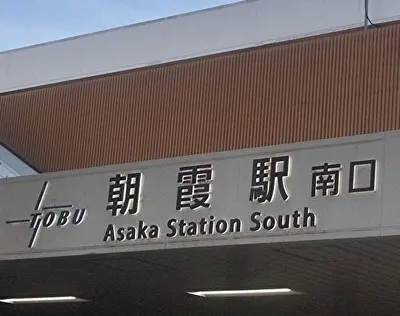 TOBU
朝霞駅 南口
Asaka Station South